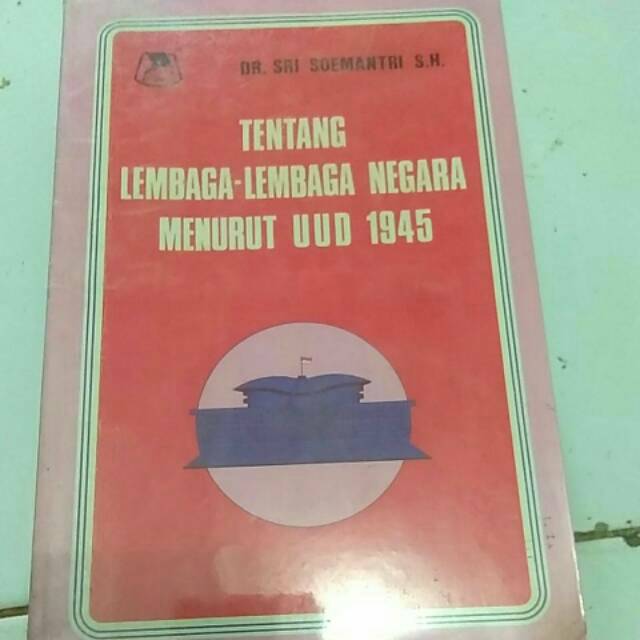 DR. SRI SOEMANTRI S.H.
TENTANG
LEMBAGA-LEMBAGA NEGARA
MENURUT UUD 1945